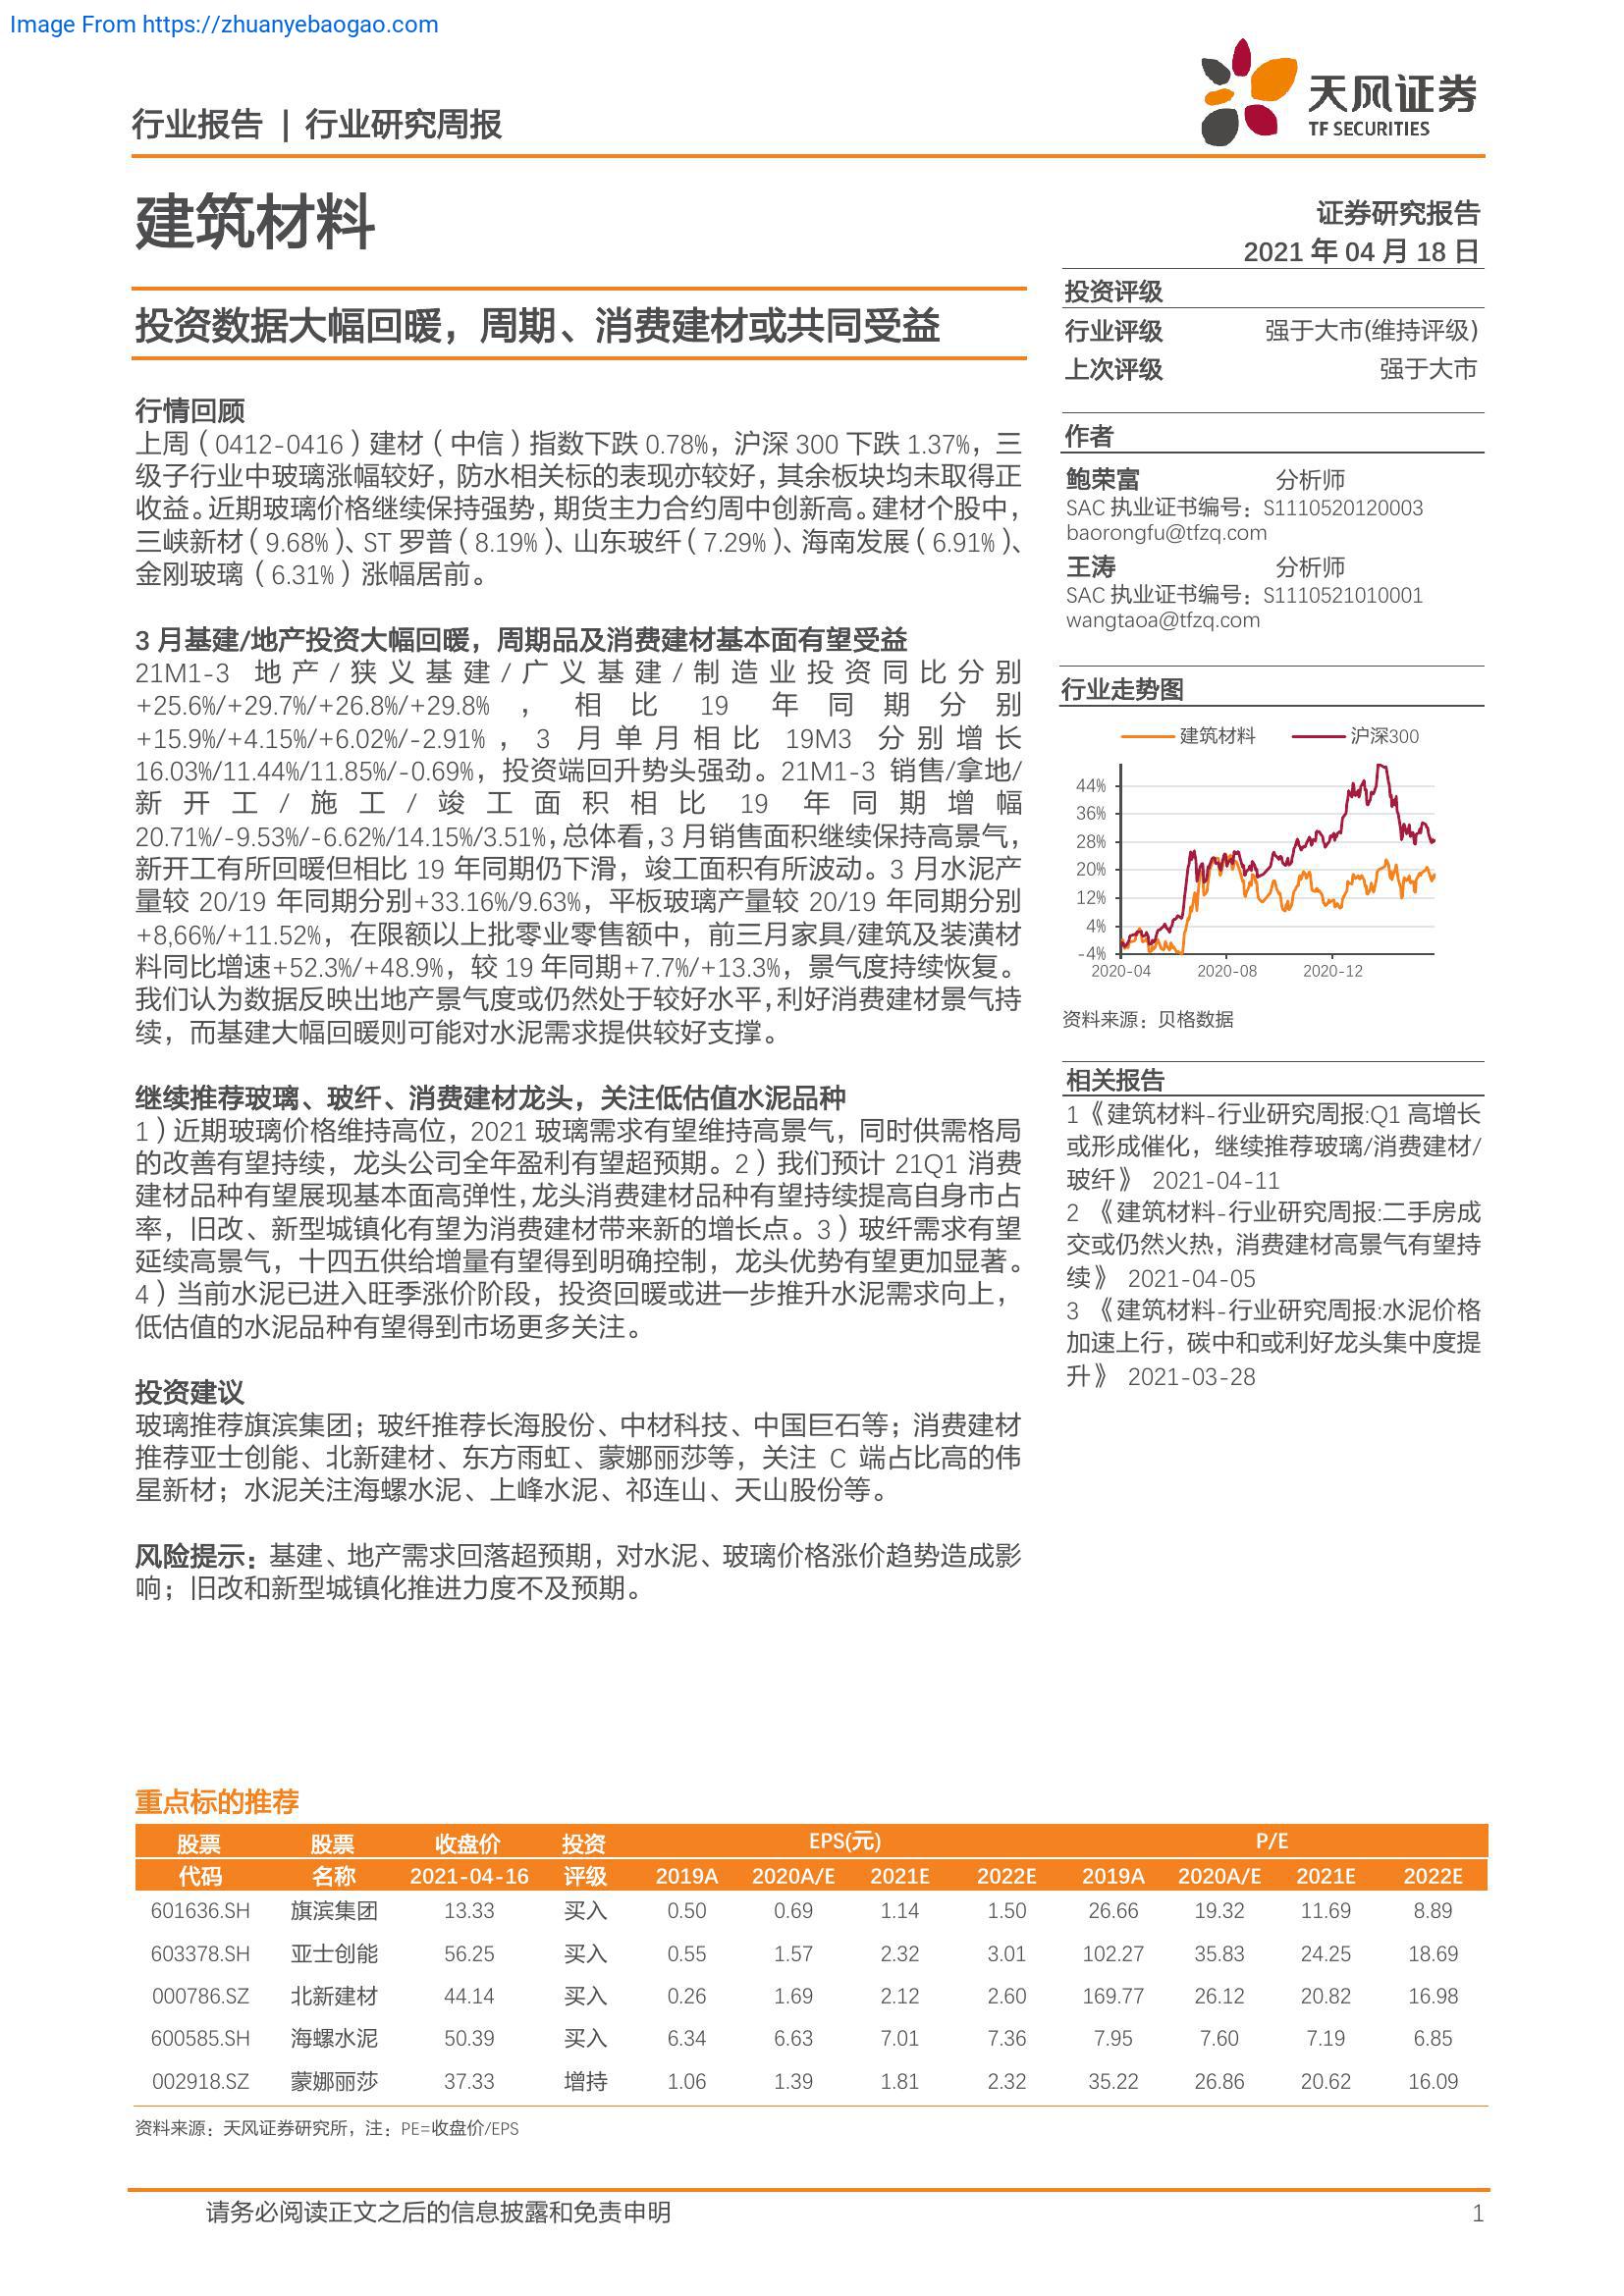 Image From https://zhuanyebaogao.com
行业报告 | 行业研究周报
天风证券
TF SECURITIES
建筑材料
证券研究报告
2021 年 04 月 18 日
投资数据大幅回暖，周期、消费建材或共同受益
行情回顾
上周（0412-0416）建材（中信）指数下跌 0.78%，沪深 300 下跌 1.37%，三
级子行业中玻璃涨幅较好，防水相关标的表现亦较好，其余板块均未取得正
收益。近期玻璃价格继续保持强势，期货主力合约周中创新高。建材个股中，
三峡新材（9.68%）、ST 罗普（8.19%）、山东玻纤（7.29%）、海南发展（6.91%）、
金刚玻璃（6.31%）涨幅居前。
3 月基建/地产投资大幅回暖，周期品及消费建材基本面有望受益
21M1-3 地产/狭义基建/广义基建/制造业投资同比分别
+25.6%/+29.7%/+26.8%/+29.8% ， 相比 19 年同期分别
+15.9%/+4.15%/+6.02%/-2.91%，3 月单月相比 19M3 分别增长
16.03%/11.44%/11.85%/-0.69%，投资端回升势头强劲。21M1-3 销售/拿地/
新开工/施工/竣工面积相比 19 年同期增幅
20.71%/-9.53%/-6.62%/14.15%/3.51%，总体看，3 月销售面积继续保持高景气，
新开工有所回暖但相比 19 年同期仍下滑，竣工面积有所波动。3 月水泥产
量较 20/19 年同期分别+33.16%/9.63%，平板玻璃产量较 20/19 年同期分别
+8,66%/+11.52%，在限额以上批零业零售额中，前三月家具/建筑及装潢材
料同比增速+52.3%/+48.9%，较 19 年同期+7.7%/+13.3%，景气度持续恢复。
我们认为数据反映出地产景气度或仍然处于较好水平，利好消费建材景气持
续，而基建大幅回暖则可能对水泥需求提供较好支撑。
继续推荐玻璃、玻纤、消费建材龙头，关注低估值水泥品种
1）近期玻璃价格维持高位，2021 玻璃需求有望维持高景气，同时供需格局
的改善有望持续，龙头公司全年盈利有望超预期。2）我们预计 21Q1 消费
建材品种有望展现基本面高弹性，龙头消费建材品种有望持续提高自身市占
率，旧改、新型城镇化有望为消费建材带来新的增长点。3）玻纤需求有望
延续高景气，十四五供给增量有望得到明确控制，龙头优势有望更加显著。
4）当前水泥已进入旺季涨价阶段，投资回暖或进一步推升水泥需求向上，
低估值的水泥品种有望得到市场更多关注。
投资建议
玻璃推荐旗滨集团；玻纤推荐长海股份、中材科技、中国巨石等；消费建材
推荐亚士创能、北新建材、东方雨虹、蒙娜丽莎等，关注 C 端占比高的伟
星新材；水泥关注海螺水泥、上峰水泥、祁连山、天山股份等。
风险提示：基建、地产需求回落超预期，对水泥、玻璃价格涨价趋势造成影
响；旧改和新型城镇化推进力度不及预期。
投资评级
行业评级 强于大市(维持评级)
上次评级 强于大市
作者
鲍荣富 分析师
SAC 执业证书编号：S1110520120003
baorongfu@tfzq.com
王涛 分析师
SAC 执业证书编号：S1110521010001
wangtaoa@tfzq.com
行业走势图
建筑材料 沪深300
44%
36%
28%
20%
12%
4%
-4%
2020-04 2020-08 2020-12
资料来源：贝格数据
相关报告
1《建筑材料-行业研究周报:Q1 高增长
或形成催化，继续推荐玻璃/消费建材/
玻纤》 2021-04-11
2 《建筑材料-行业研究周报:二手房成
交或仍然火热，消费建材高景气有望持
续》 2021-04-05
3 《建筑材料-行业研究周报:水泥价格
加速上行，碳中和或利好龙头集中度提
升》 2021-03-28
重点标的推荐
股票 股票 收盘价 投资 EPS(元) P/E
代码 名称 2021-04-16 评级 2019A 2020A/E 2021E 2022E 2019A 2020A/E 2021E 2022E
601636.SH 旗滨集团 13.33 买入 0.50 0.69 1.14 1.50 26.66 19.32 11.69 8.89
603378.SH 亚士创能 56.25 买入 0.55 1.57 2.32 3.01 102.27 35.83 24.25 18.69
000786.SZ 北新建材 44.14 买入 0.26 1.69 2.12 2.60 169.77 26.12 20.82 16.98
600585.SH 海螺水泥 50.39 买入 6.34 6.63 7.01 7.36 7.95 7.60 7.19 6.85
002918.SZ 蒙娜丽莎 37.33 增持 1.06 1.39 1.81 2.32 35.22 26.86 20.62 16.09
资料来源：天风证券研究所，注：PE=收盘价/EPS
请务必阅读正文之后的信息披露和免责申明 1